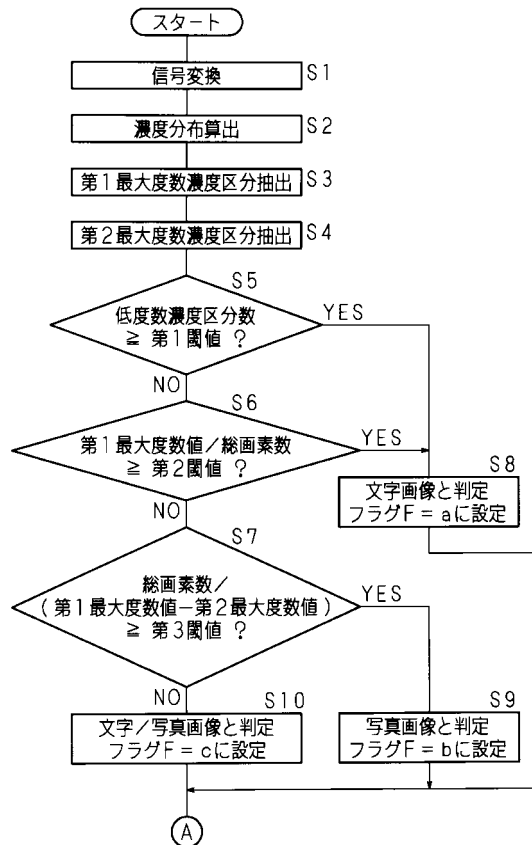 スタート
信号変換 S1
濃度分布算出 S2
第1最大度数濃度区分抽出 S3
第2最大度数濃度区分抽出 S4
S5
低度数濃度区分数
≧ 第1閾値 ?
YES
NO
S6
第1最大度数値/総画素数
≧ 第2閾値 ?
YES
NO
S8
文字画像と判定
フラグF=aに設定
S7
総画素数/
(第1最大度数値-第2最大度数値)
≧ 第3閾値 ?
YES
NO
S10
文字/写真画像と判定
フラグF=cに設定
S9
写真画像と判定
フラグF=bに設定
A